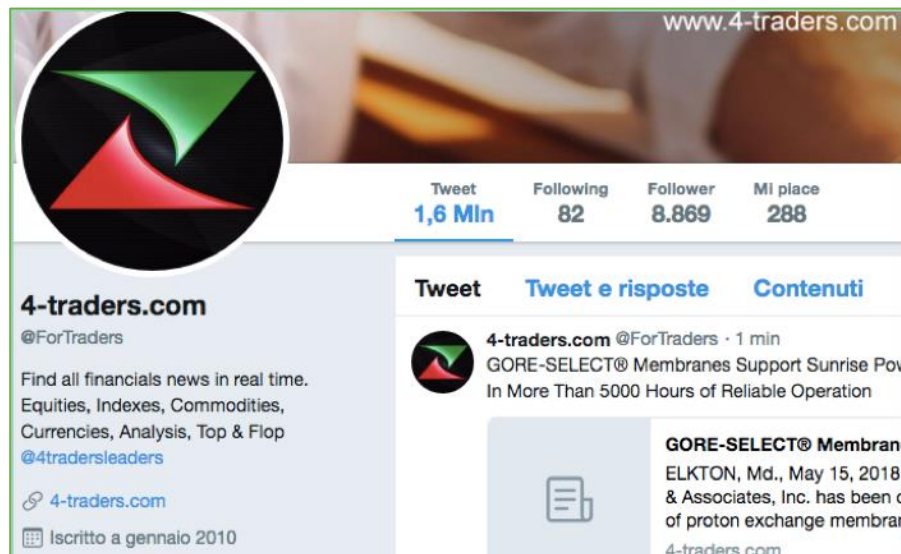 www.4-traders.com
Tweet Following Follower Mi place
1,6 Mln 82 8.869 288
4-traders.com
@ForTraders
Find all financials news in real time.
Equities, Indexes, Commodities,
Currencies, Analysis, Top & Flop
@4tradersleaders
4-traders.com
Iscritto a gennaio 2010
Tweet Tweet e risposte Contenuti
4-traders.com @ForTraders · 1 min
GORE-SELECT® Membranes Support Sunrise Pow
In More Than 5000 Hours of Reliable Operation
GORE-SELECT® Membran
ELKTON, Md., May 15, 2018
& Associates, Inc. has been
of proton exchange membra
4-traders.com